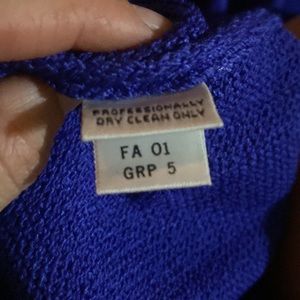 PROFESSIONALLY
DRY CLEAN ONLY
FA 01
GRP 5